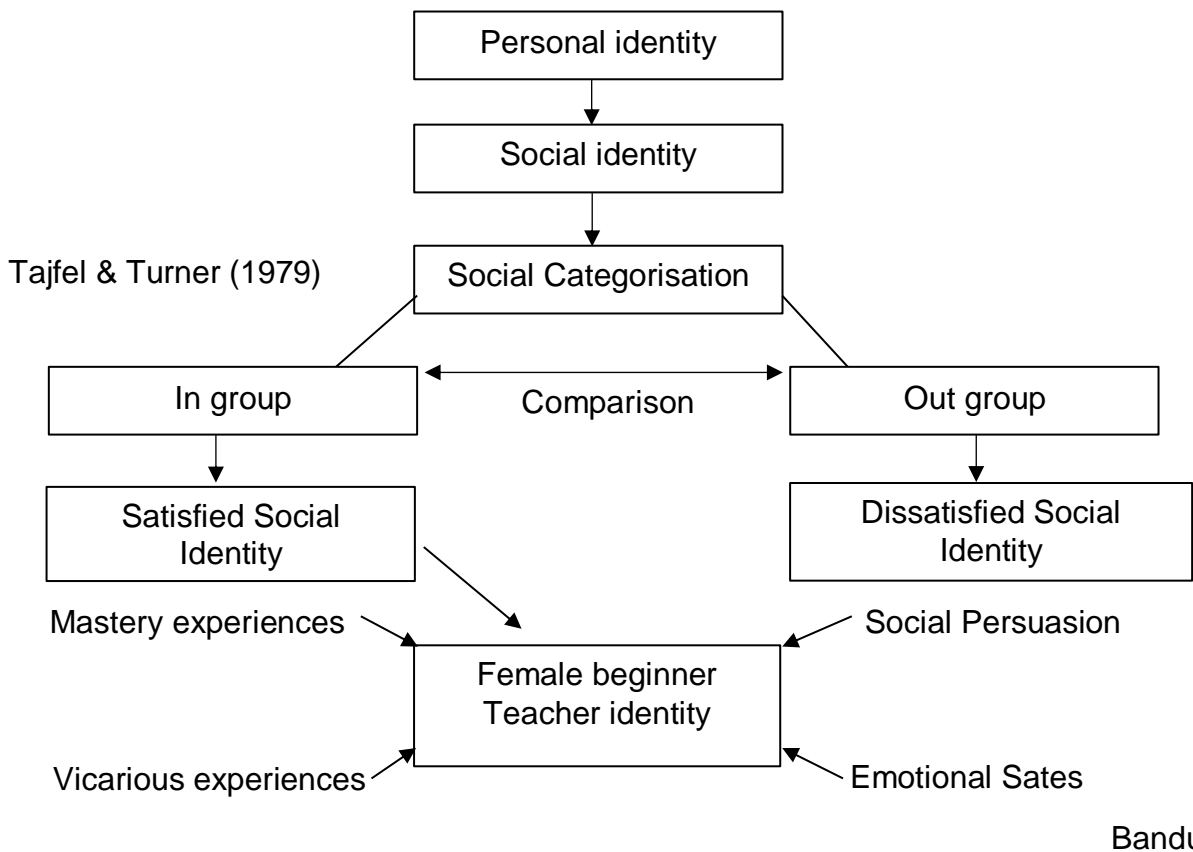 Personal identity
Social identity
Tajfel & Turner (1979)
Social Categorisation
In group
Comparison
Out group
Satisfied Social
Identity
Dissatisfied Social
Identity
Mastery experiences
Social Persuasion
Female beginner
Teacher identity
Vicarious experiences
Emotional Sates
Bandu